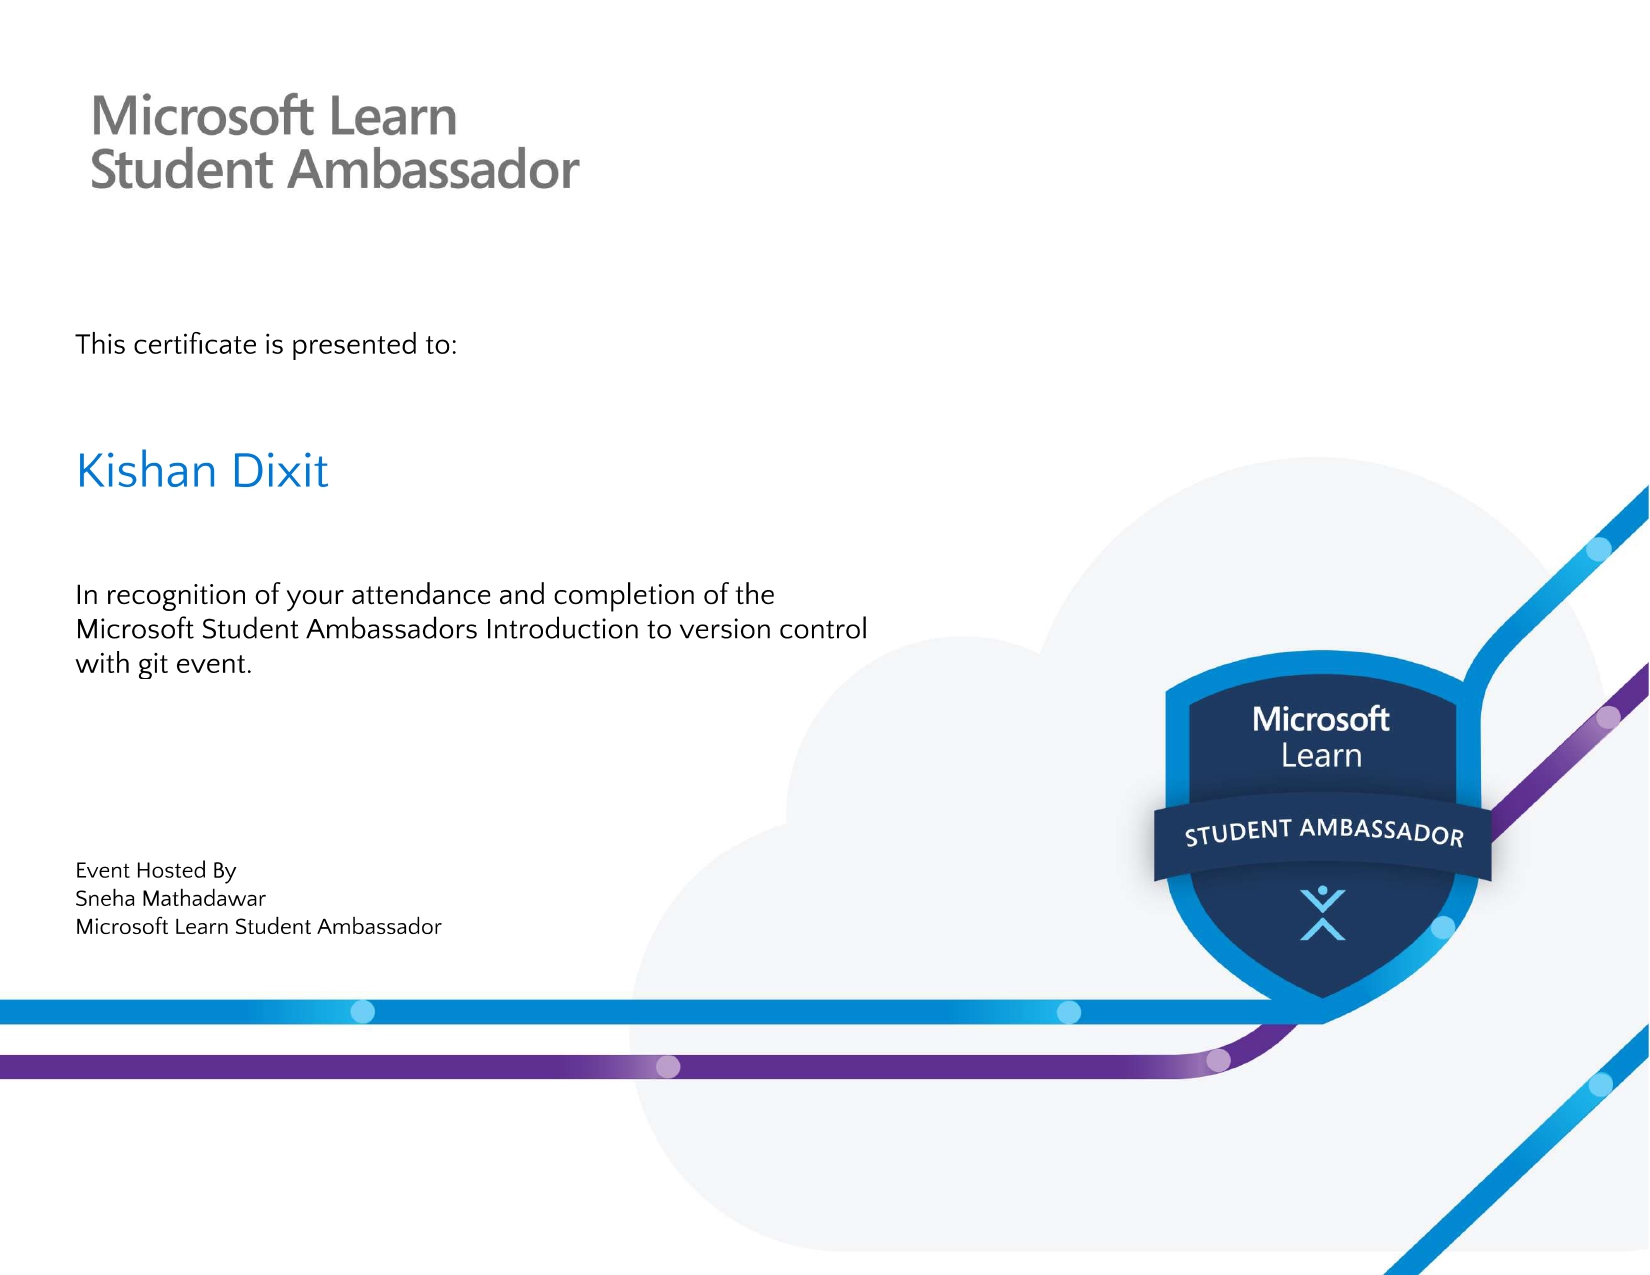 Microsoft Learn
Student Ambassador
This certificate is presented to:
Kishan Dixit
In recognition of your attendance and completion of the
Microsoft Student Ambassadors Introduction to version control
with git event.
Microsoft
Learn
STUDENT AMBASSADOR
Event Hosted By
Sneha Mathadawar
Microsoft Learn Student Ambassador